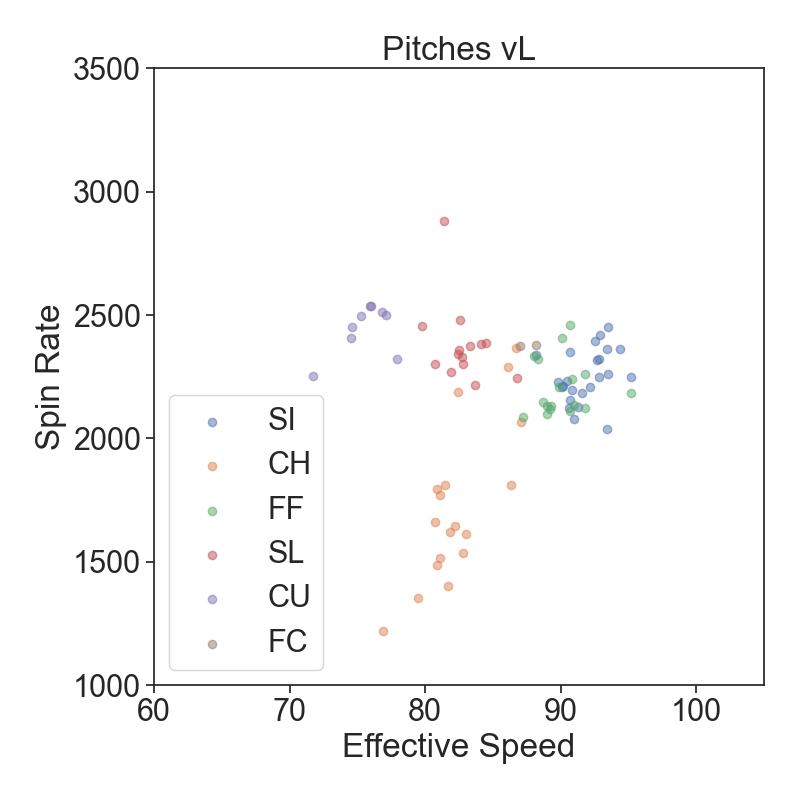 Pitches vL
3500
3000
2500
2000
1500
1000
Spin Rate
SI
CH
FF
SL
CU
FC
60
70
80
90
100
Effective Speed